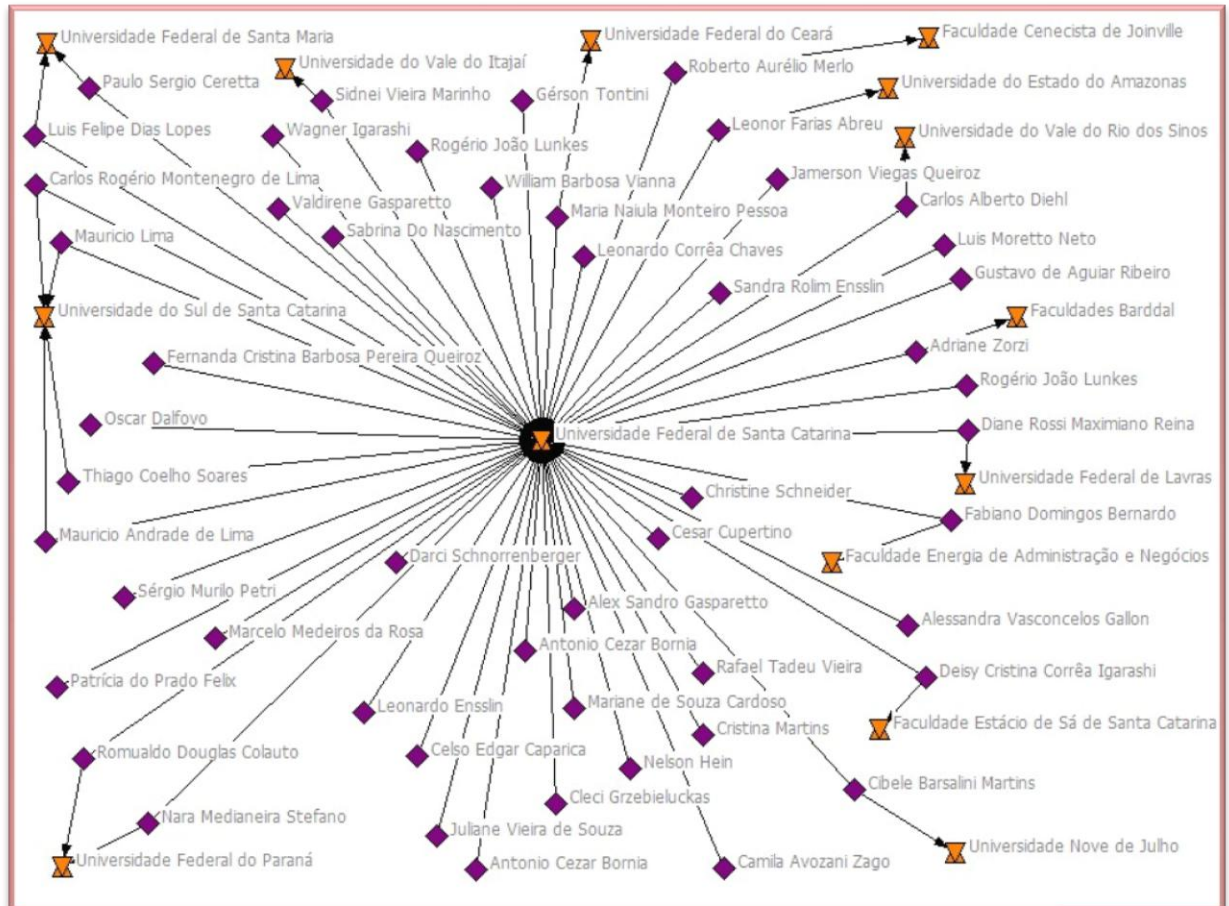 Universidade Federal de Santa Maria
Universidade Federal do Ceará
Faculdade Cenecista de Joinville
Universidade do Vale do Itajaí
Roberto Aurélio Merlo
Paulo Sergio Ceretta
Universidade do Estado do Amazonas
Sidnei Vieira Marinho
Gérson Tontini
Leonor Farias Abreu
Luis Felipe Dias Lopes
Wagner Igarashi
Universidade do Vale do Rio dos Sinos
Rogério João Lunkes
Jamerson Viegas Queiroz
Carlos Rogério Montenegro de Lima
William Barbosa Vianna
Carlos Alberto Diehl
Valdirene Gasparetto
Maria Naiula Monteiro Pessoa
Mauricio Lima
Sabrina Do Nascimento
Luis Moretto Neto
Leonardo Corrêa Chaves
Gustavo de Aguiar Ribeiro
Sandra Rolim Ensslin
Universidade do Sul de Santa Catarina
Faculdades Barddal
Adriane Zorzi
Fernanda Cristina Barbosa Pereira Queiroz
Rogério João Lunkes
Oscar Dalfovo
Diane Rossi Maximiano Reina
Universidade Federal de Santa Catarina
Thiago Coelho Soares
Universidade Federal de Lavras
Christine Schneider
Fabiano Domingos Bernardo
Mauricio Andrade de Lima
Cesar Cupertino
Darci Schnorrenberger
Faculdade Energia de Administração e Negócios
Sérgio Murilo Petri
Alex Sandro Gasparetto
Alessandra Vasconcelos Gallon
Marcelo Medeiros da Rosa
Antonio Cezar Bornia
Rafael Tadeu Vieira
Deisy Cristina Corrêa Igarashi
Patrícia do Prado Felix
Leonardo Ensslin
Mariane de Souza Cardoso
Faculdade Estácio de Sá de Santa Catarina
Cristina Martins
Romualdo Douglas Colauto
Celso Edgar Caparica
Nelson Hein
Cibele Barsalini Martins
Cleci Grzebieluckas
Nara Medianeira Stefano
Juliane Vieira de Souza
Universidade Nove de Julho
Universidade Federal do Paraná
Antonio Cezar Bornia
Camila Avozani Zago